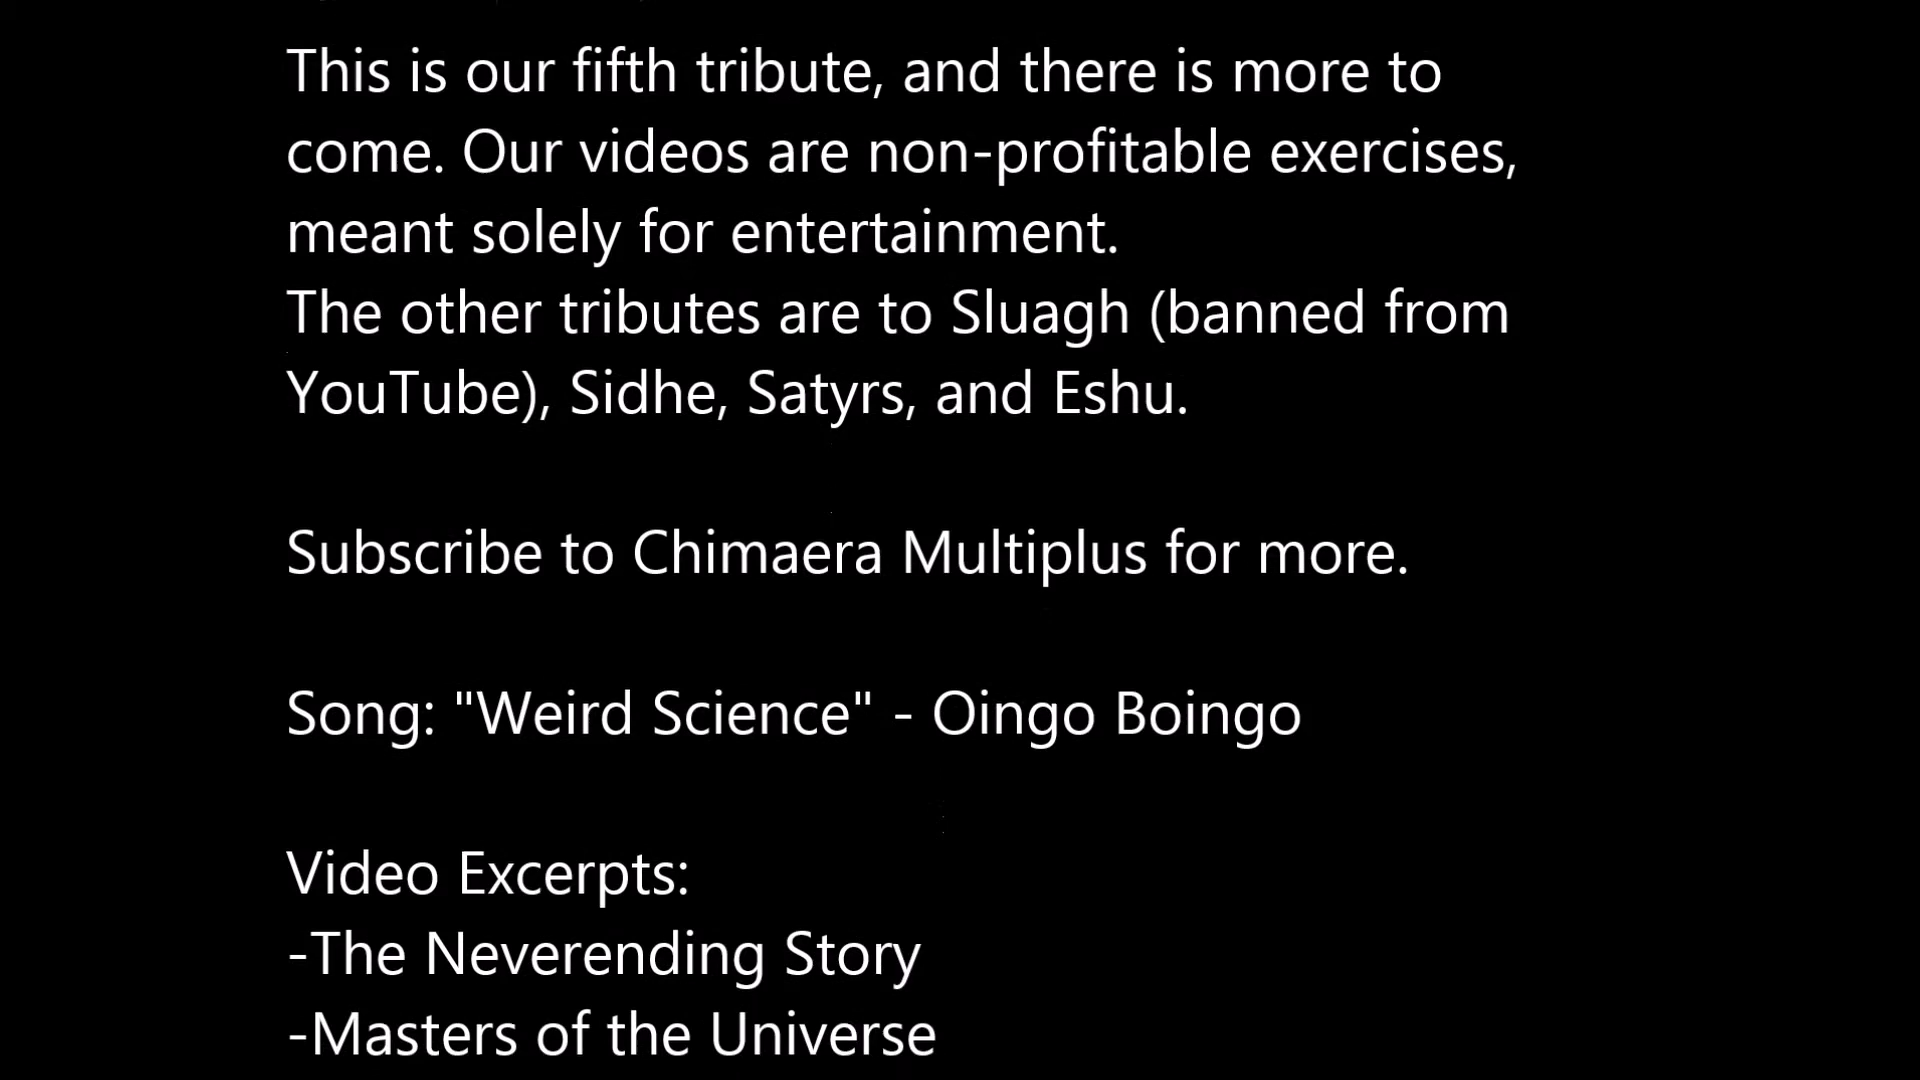 This is our fifth tribute, and there is more to
come. Our videos are non-profitable exercises,
meant solely for entertainment.
The other tributes are to Sluagh (banned from
YouTube), Sidhe, Satyrs, and Eshu.
Subscribe to Chimaera Multiplus for more.
Song: "Weird Science" - Oingo Boingo
Video Excerpts:
-The Neverending Story
-Masters of the Universe